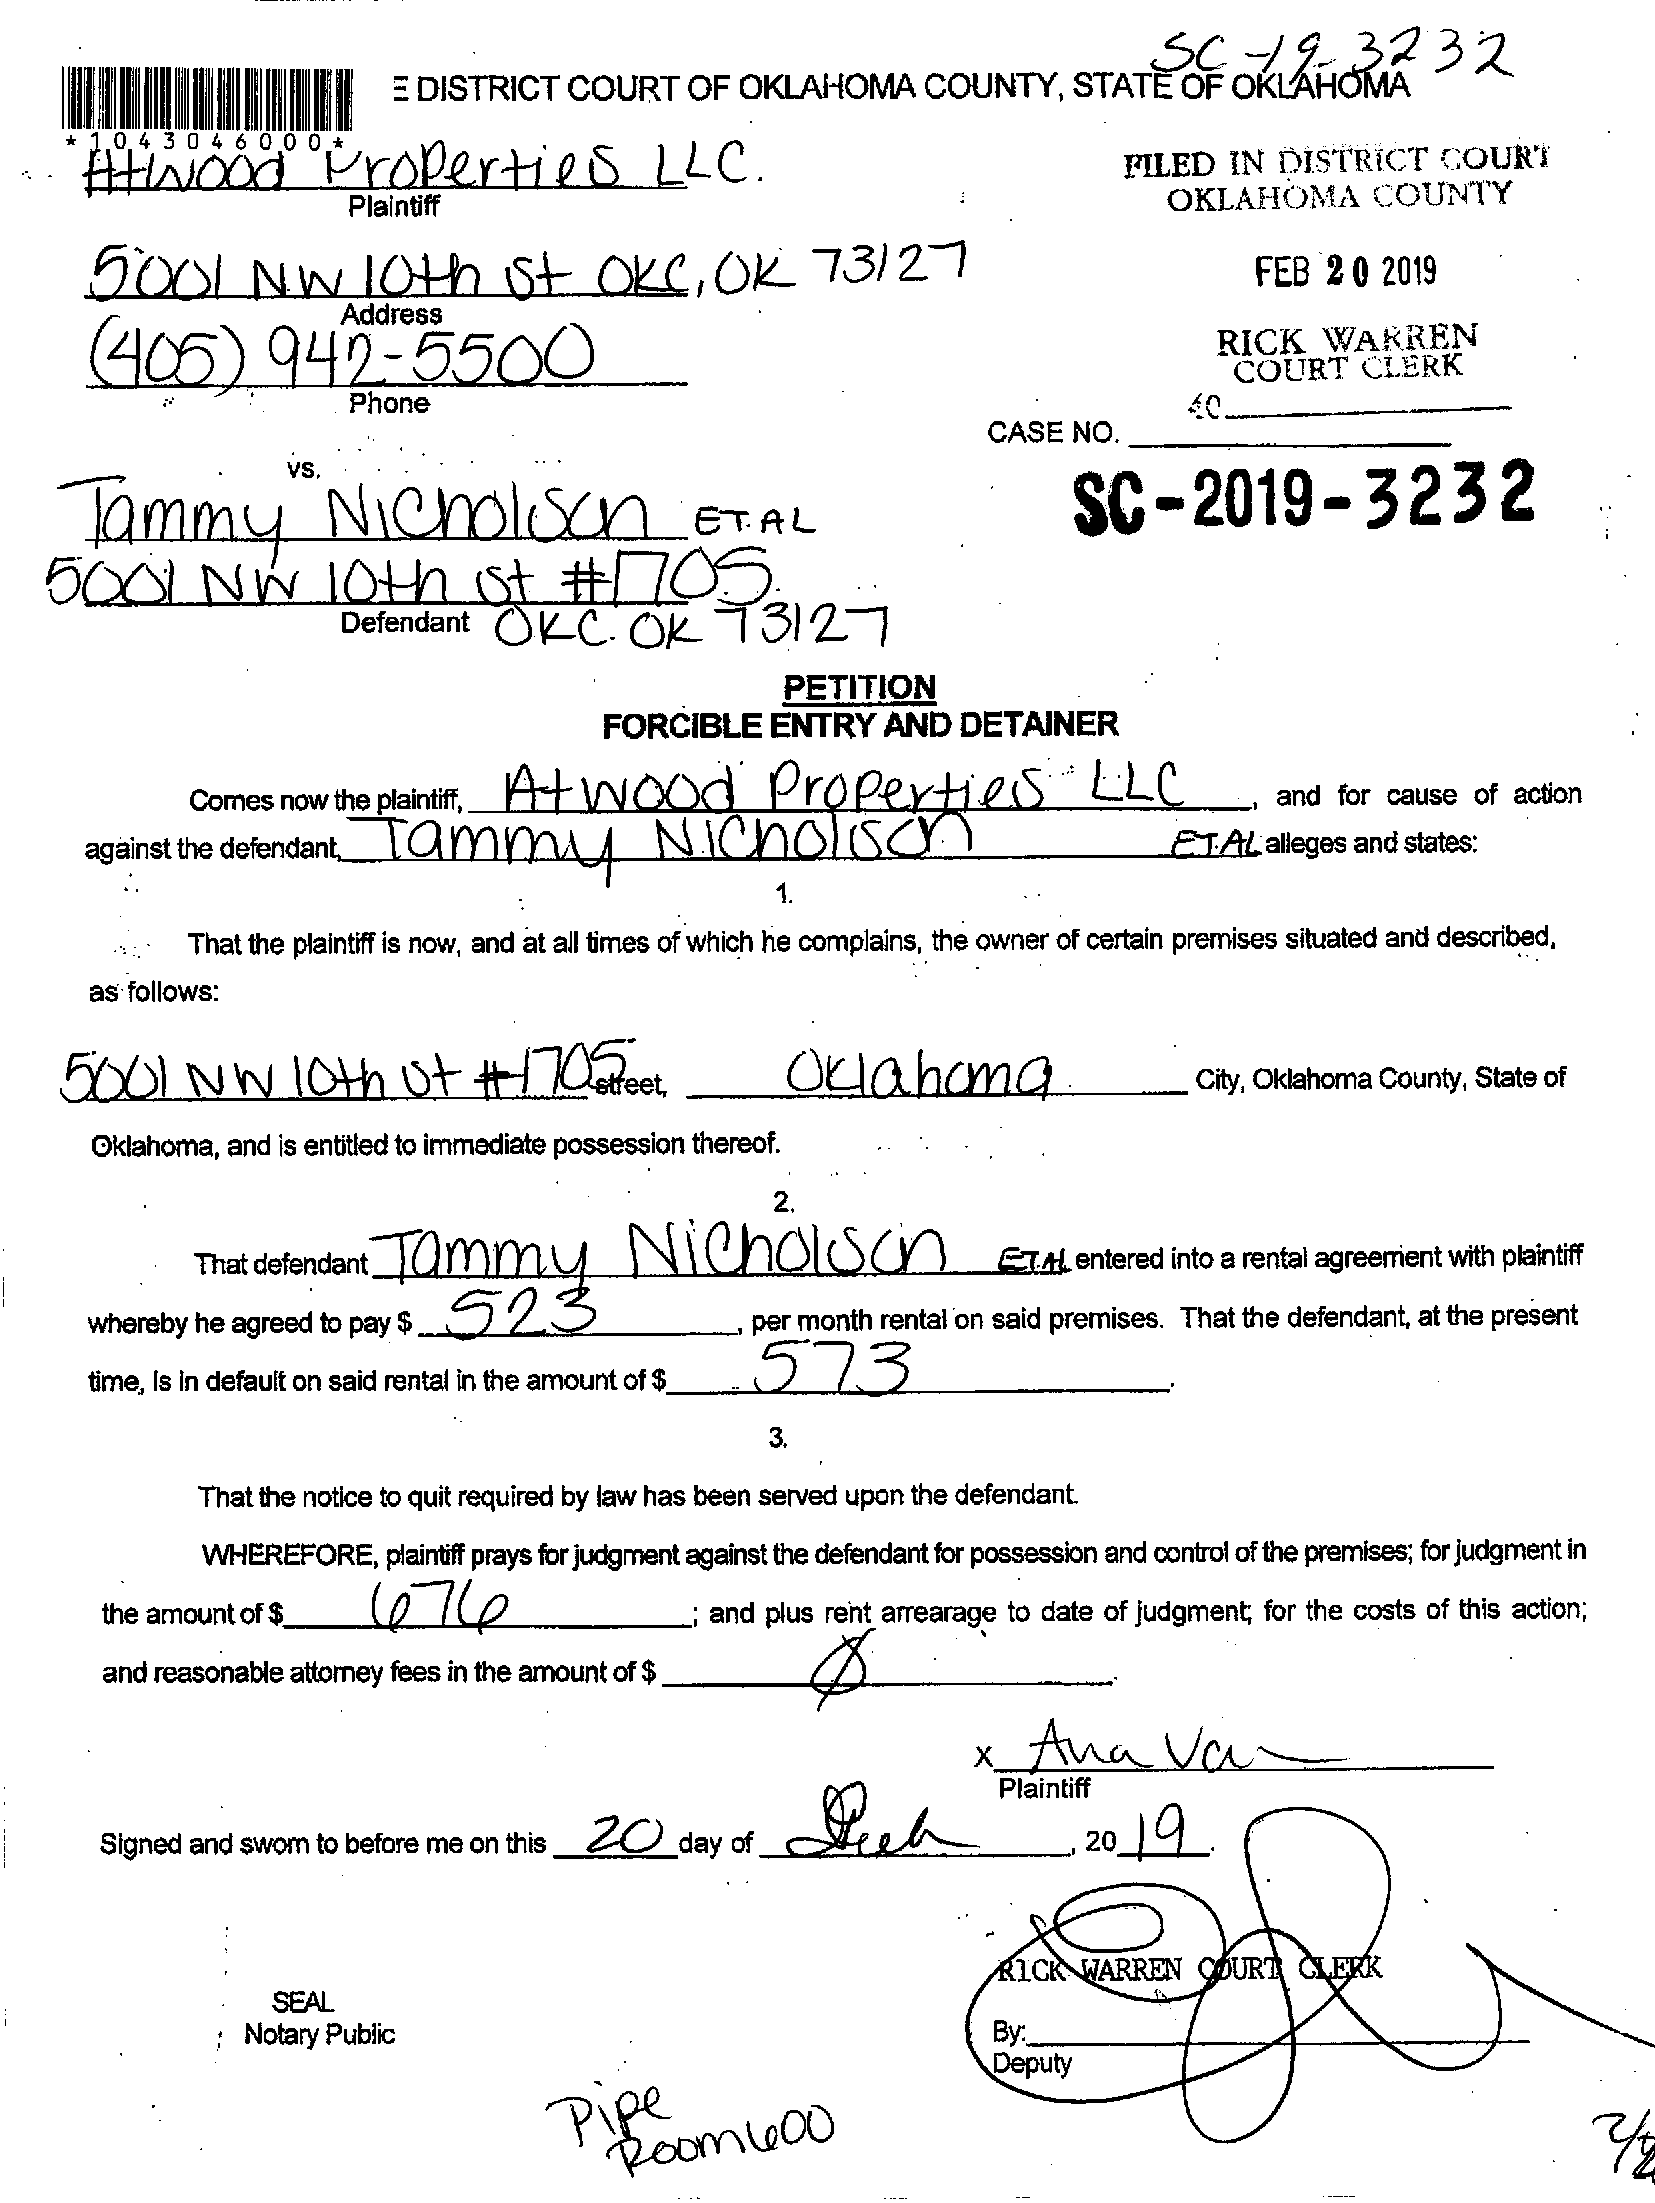 SC-19-3232
E DISTRICT COURT OF OKLAHOMA COUNTY, STATE OF OKLAHOMA
*1043046000*
Atwood Properties LLC.
Plaintiff
FILED IN DISTRICT COURT
OKLAHOMA COUNTY
5001 NW 10th St OKC, OK 73127
Address
FEB 20 2019
(405) 942-5500
Phone
RICK WARREN
COURT CLERK
40
CASE NO.
SC-2019-3232
vs.
Tammy Nicholson ET.AL
5001 NW 10th St #1705
Defendant OKC. OK 73127
PETITION
FORCIBLE ENTRY AND DETAINER
Comes now the plaintiff, Atwood Properties LLC, and for cause of action
against the defendant, Tammy Nicholson ET.AL alleges and states:
1.
That the plaintiff is now, and at all times of which he complains, the owner of certain premises situated and described,
as follows:
5001 NW 10th St #1705 street, Oklahoma City, Oklahoma County, State of
Oklahoma, and is entitled to immediate possession thereof.
2.
That defendant Tammy Nicholson ET.AL entered into a rental agreement with plaintiff
whereby he agreed to pay $ 523, per month rental on said premises. That the defendant, at the present
time, is in default on said rental in the amount of $ 573.
3.
That the notice to quit required by law has been served upon the defendant.
WHEREFORE, plaintiff prays for judgment against the defendant for possession and control of the premises; for judgment in
the amount of $ 676; and plus rent arrearage to date of judgment; for the costs of this action;
and reasonable attorney fees in the amount of $ Ø.
x Ana Va
Plaintiff
Signed and sworn to before me on this 20 day of Feb, 2019.
RICK WARREN COURT CLERK
SEAL
Notary Public
By:
Deputy
Pipe
Room 600